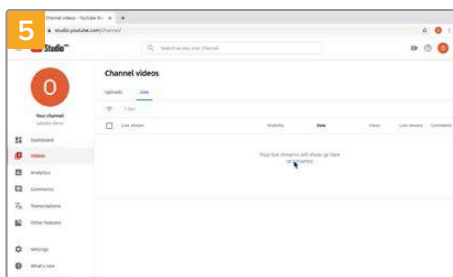 5
Channel videos - YouTube
studio.youtube.com/channel/
Studio
Search across your channel
O
Channel videos
Uploads
Live
O
Filter
Your channel
Live stream
Visibility
Date
Views
Live viewers
Comments
Dashboard
Videos
Your live streams will show up here
GET STARTED
Analytics
Comments
Transcriptions
Other features
Settings
What's new